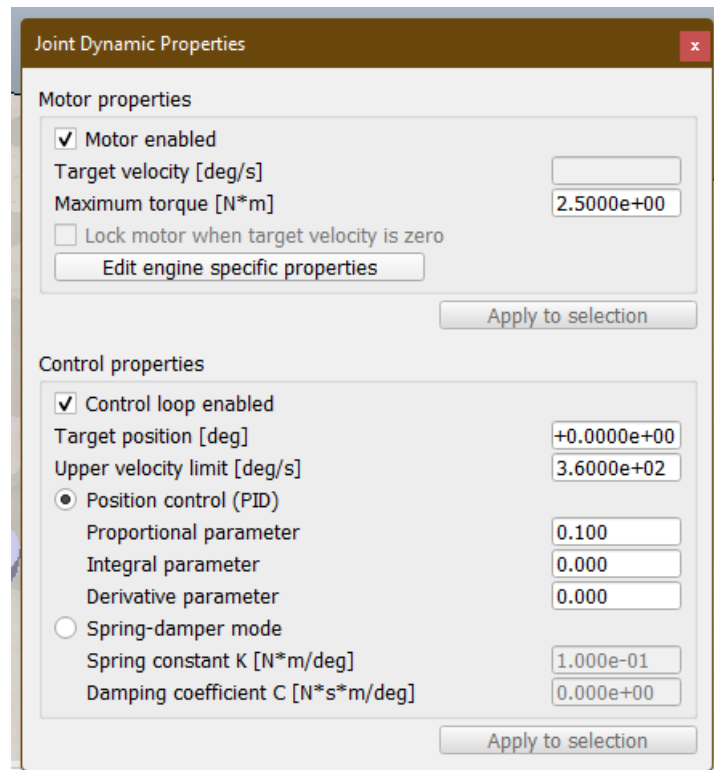 Joint Dynamic Properties
x
Motor properties
Motor enabled
Target velocity [deg/s]
Maximum torque [N*m] 2.5000e+00
Lock motor when target velocity is zero
Edit engine specific properties
Apply to selection
Control properties
Control loop enabled
Target position [deg] +0.0000e+00
Upper velocity limit [deg/s] 3.6000e+02
Position control (PID)
Proportional parameter 0.100
Integral parameter 0.000
Derivative parameter 0.000
Spring-damper mode
Spring constant K [N*m/deg] 1.000e-01
Damping coefficient C [N*s*m/deg] 0.000e+00
Apply to selection